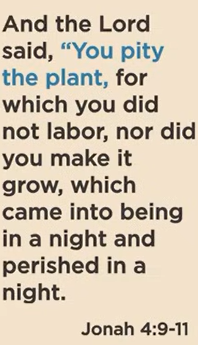 And the Lord
said, “You pity
the plant, for
which you did
not labor, nor did
you make it
grow, which
came into being
in a night and
perished in a
night.
Jonah 4:9-11